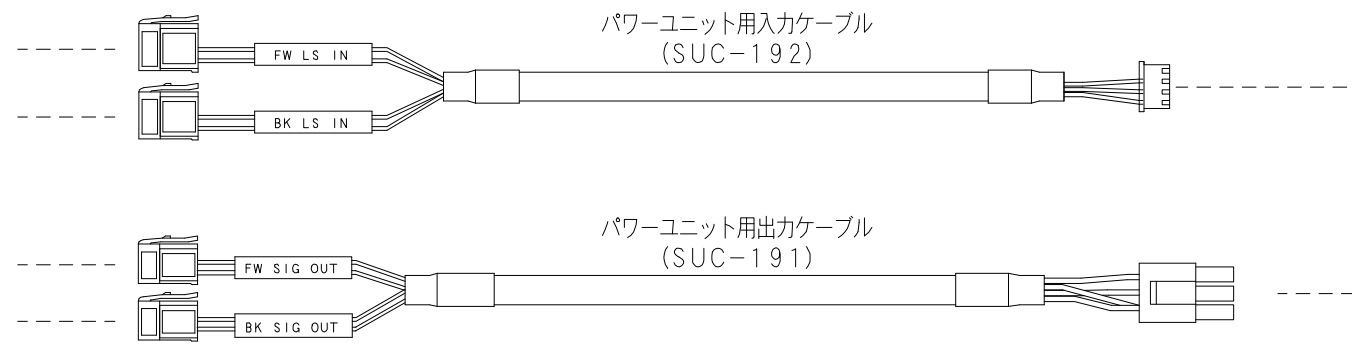 パワーユニット用入力ケーブル
(SUC-192)
FW LS IN
BK LS IN
パワーユニット用出力ケーブル
(SUC-191)
FW SIG OUT
BK SIG OUT